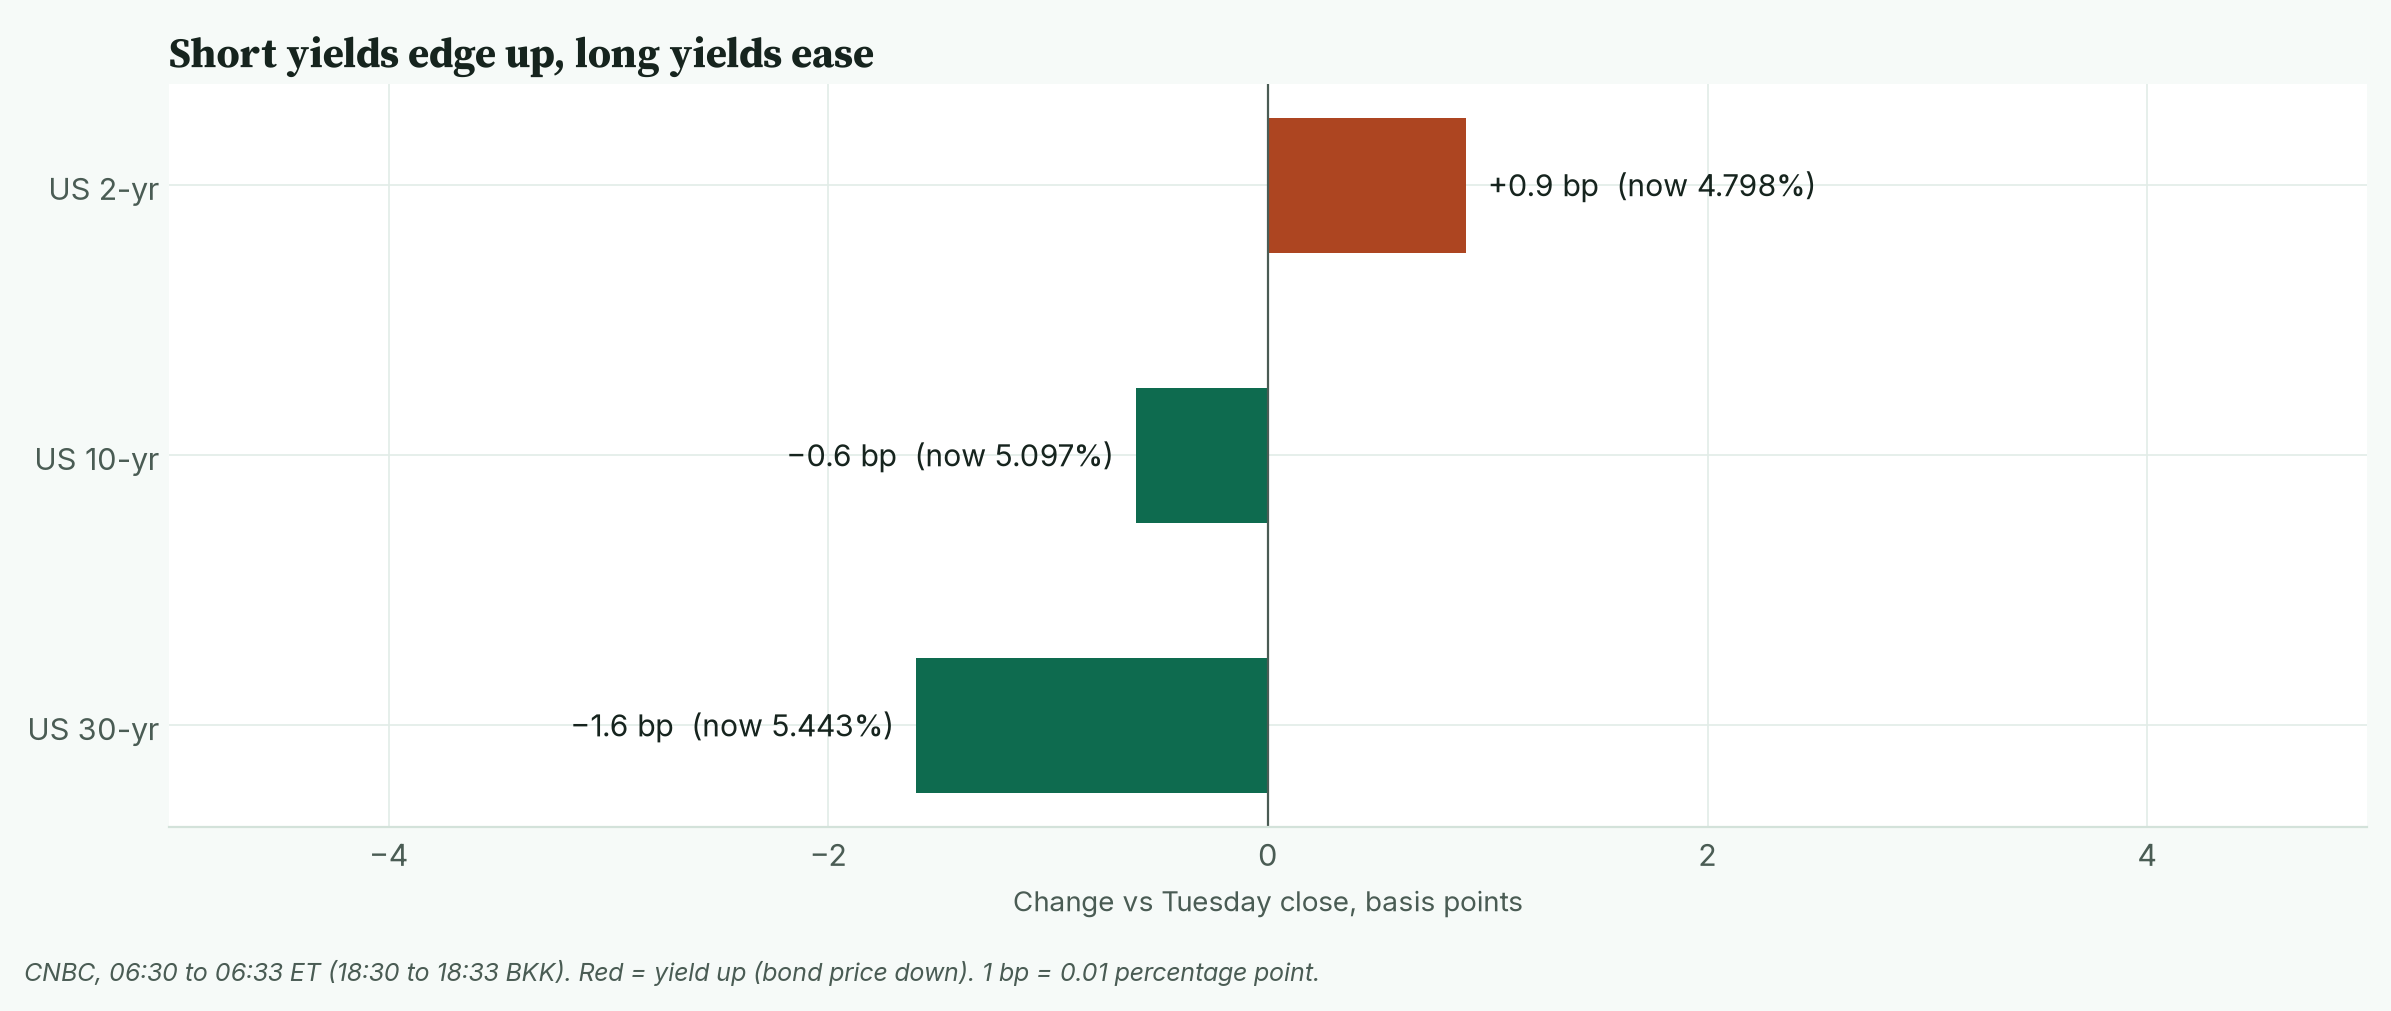 Short yields edge up, long yields ease
US 2-yr
+0.9 bp (now 4.798%)
US 10-yr
−0.6 bp (now 5.097%)
US 30-yr
−1.6 bp (now 5.443%)
−4
−2
0
2
4
Change vs Tuesday close, basis points
CNBC, 06:30 to 06:33 ET (18:30 to 18:33 BKK). Red = yield up (bond price down). 1 bp = 0.01 percentage point.